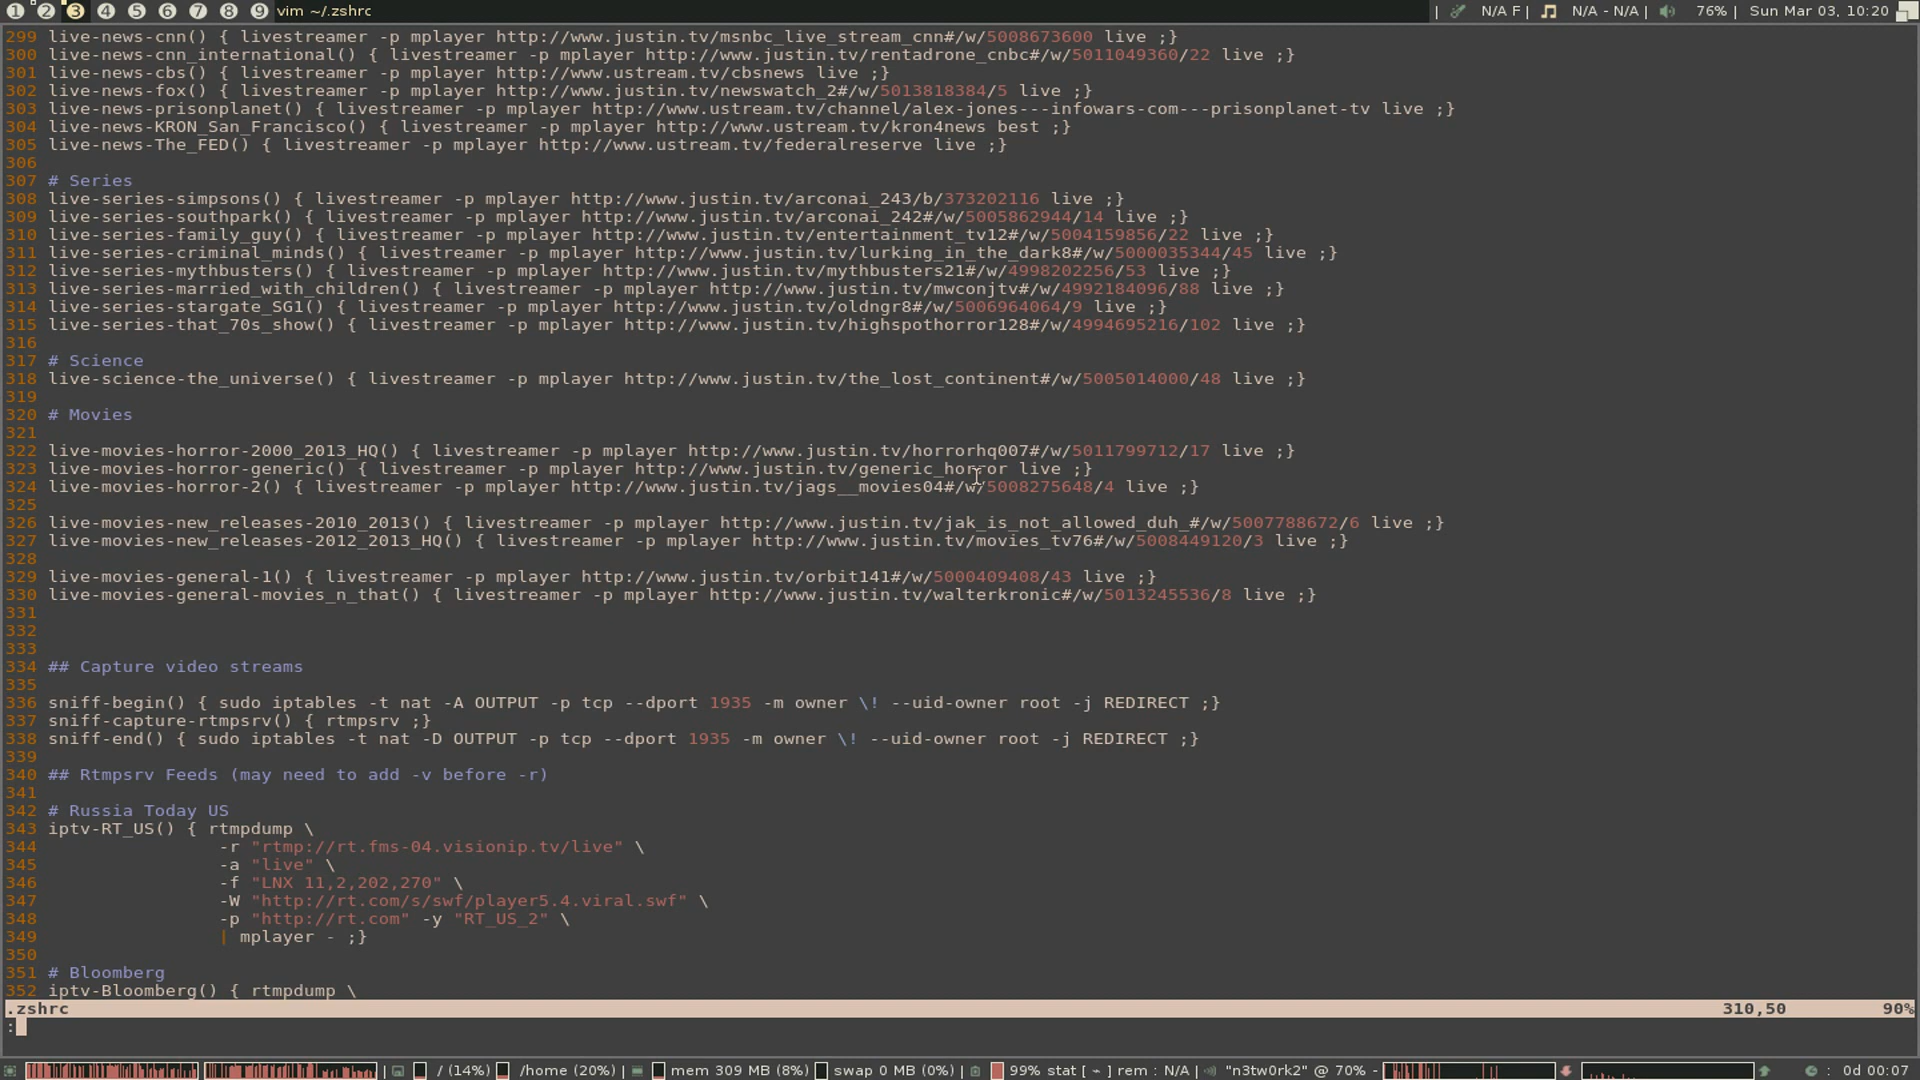 1 2 3 4 5 6 7 8 9 vim ~/.zshrc | N/A F | N/A - N/A | 76% | Sun Mar 03, 10:20
299 live-news-cnn() { livestreamer -p mplayer http://www.justin.tv/msnbc_live_stream_cnn#/w/5008673600 live ;}
300 live-news-cnn_international() { livestreamer -p mplayer http://www.justin.tv/rentadrone_cnbc#/w/5011049360/22 live ;}
301 live-news-cbs() { livestreamer -p mplayer http://www.ustream.tv/cbsnews live ;}
302 live-news-fox() { livestreamer -p mplayer http://www.justin.tv/newswatch_2#/w/5013818384/5 live ;}
303 live-news-prisonplanet() { livestreamer -p mplayer http://www.ustream.tv/channel/alex-jones---infowars-com---prisonplanet-tv live ;}
304 live-news-KRON_San_Francisco() { livestreamer -p mplayer http://www.ustream.tv/kron4news best ;}
305 live-news-The_FED() { livestreamer -p mplayer http://www.ustream.tv/federalreserve live ;}
306
307 # Series
308 live-series-simpsons() { livestreamer -p mplayer http://www.justin.tv/arconai_243/b/373202116 live ;}
309 live-series-southpark() { livestreamer -p mplayer http://www.justin.tv/arconai_242#/w/5005862944/14 live ;}
310 live-series-family_guy() { livestreamer -p mplayer http://www.justin.tv/entertainment_tv12#/w/5004159856/22 live ;}
311 live-series-criminal_minds() { livestreamer -p mplayer http://www.justin.tv/lurking_in_the_dark8#/w/5000035344/45 live ;}
312 live-series-mythbusters() { livestreamer -p mplayer http://www.justin.tv/mythbusters21#/w/4998202256/53 live ;}
313 live-series-married_with_children() { livestreamer -p mplayer http://www.justin.tv/mwconjtv#/w/4992184096/88 live ;}
314 live-series-stargate_SG1() { livestreamer -p mplayer http://www.justin.tv/oldngr8#/w/5006964064/9 live ;}
315 live-series-that_70s_show() { livestreamer -p mplayer http://www.justin.tv/highspothorror128#/w/4994695216/102 live ;}
316
317 # Science
318 live-science-the_universe() { livestreamer -p mplayer http://www.justin.tv/the_lost_continent#/w/5005014000/48 live ;}
319
320 # Movies
321
322 live-movies-horror-2000_2013_HQ() { livestreamer -p mplayer http://www.justin.tv/horrorhq007#/w/5011799712/17 live ;}
323 live-movies-horror-generic() { livestreamer -p mplayer http://www.justin.tv/generic_horror live ;}
324 live-movies-horror-2() { livestreamer -p mplayer http://www.justin.tv/jags__movies04#/w/5008275648/4 live ;}
325
326 live-movies-new_releases-2010_2013() { livestreamer -p mplayer http://www.justin.tv/jak_is_not_allowed_duh_#/w/5007788672/6 live ;}
327 live-movies-new_releases-2012_2013_HQ() { livestreamer -p mplayer http://www.justin.tv/movies_tv76#/w/5008449120/3 live ;}
328
329 live-movies-general-1() { livestreamer -p mplayer http://www.justin.tv/orbit141#/w/5000409408/43 live ;}
330 live-movies-general-movies_n_that() { livestreamer -p mplayer http://www.justin.tv/walterkronic#/w/5013245536/8 live ;}
331
332
333
334 ## Capture video streams
335
336 sniff-begin() { sudo iptables -t nat -A OUTPUT -p tcp --dport 1935 -m owner \! --uid-owner root -j REDIRECT ;}
337 sniff-capture-rtmpsrv() { rtmpsrv ;}
338 sniff-end() { sudo iptables -t nat -D OUTPUT -p tcp --dport 1935 -m owner \! --uid-owner root -j REDIRECT ;}
339
340 ## Rtmpsrv Feeds (may need to add -v before -r)
341
342 # Russia Today US
343 iptv-RT_US() { rtmpdump \
344 -r "rtmp://rt.fms-04.visionip.tv/live" \
345 -a "live" \
346 -f "LNX 11,2,202,270" \
347 -W "http://rt.com/s/swf/player5.4.viral.swf" \
348 -p "http://rt.com" -y "RT_US_2" \
349 | mplayer - ;}
350
351 # Bloomberg
352 iptv-Bloomberg() { rtmpdump \
.zshrc 310,50 90%
:
| / (14%) /home (20%) | mem 309 MB (8%) swap 0 MB (0%) | 99% stat [ ~ ] rem : N/A | "n3tw0rk2" @ 70% - | : 0d 00:07